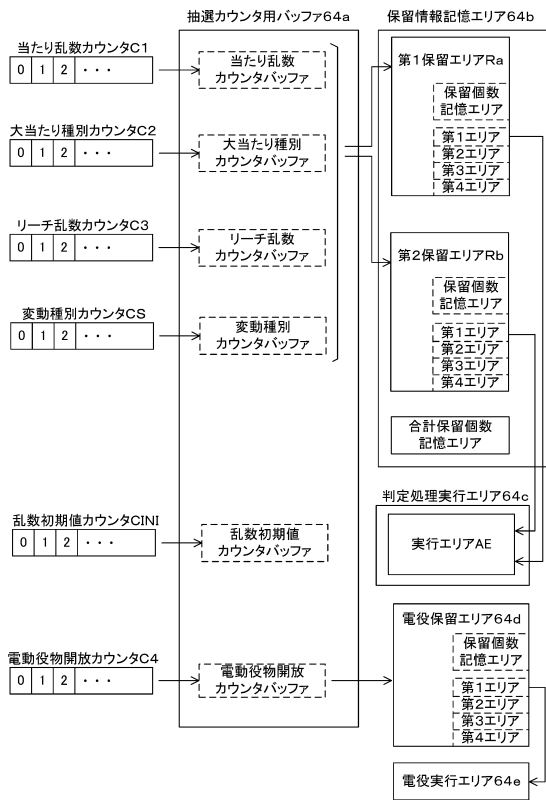 抽選カウンタ用バッファ64a
保留情報記憶エリア64b
当たり乱数カウンタC1
0 1 2 ・・・
当たり乱数
カウンタバッファ
大当たり種別カウンタC2
0 1 2 ・・・
大当たり種別
カウンタバッファ
リーチ乱数カウンタC3
0 1 2 ・・・
リーチ乱数
カウンタバッファ
変動種別カウンタCS
0 1 2 ・・・
変動種別
カウンタバッファ
第1保留エリアRa
保留個数
記憶エリア
第1エリア
第2エリア
第3エリア
第4エリア
第2保留エリアRb
保留個数
記憶エリア
第1エリア
第2エリア
第3エリア
第4エリア
合計保留個数
記憶エリア
乱数初期値カウンタCINI
0 1 2 ・・・
乱数初期値
カウンタバッファ
判定処理実行エリア64c
実行エリアAE
電動役物開放カウンタC4
0 1 2 ・・・
電動役物開放
カウンタバッファ
電役保留エリア64d
保留個数
記憶エリア
第1エリア
第2エリア
第3エリア
第4エリア
電役実行エリア64e